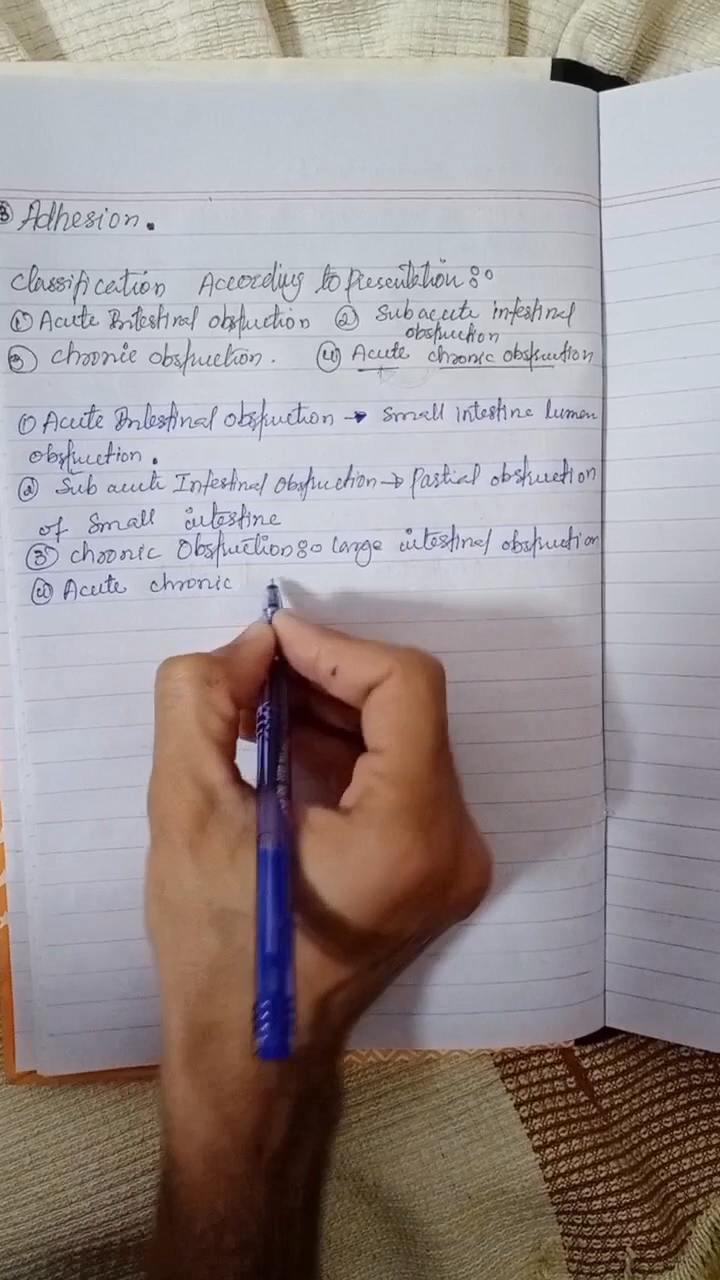 ③ Adhesion.
Classification According to presentation :-
① Acute Intestinal obstruction ② Sub acute intestinal obstruction
③ chronic obstruction. ④ Acute chronic obstruction
① Acute Intestinal obstruction → Small intestine lumen
obstruction.
② Sub acute Intestinal Obstruction → Partial obstruction
of Small intestine
③ chronic Obstruction :- large intestinal obstruction
④ Acute chronic